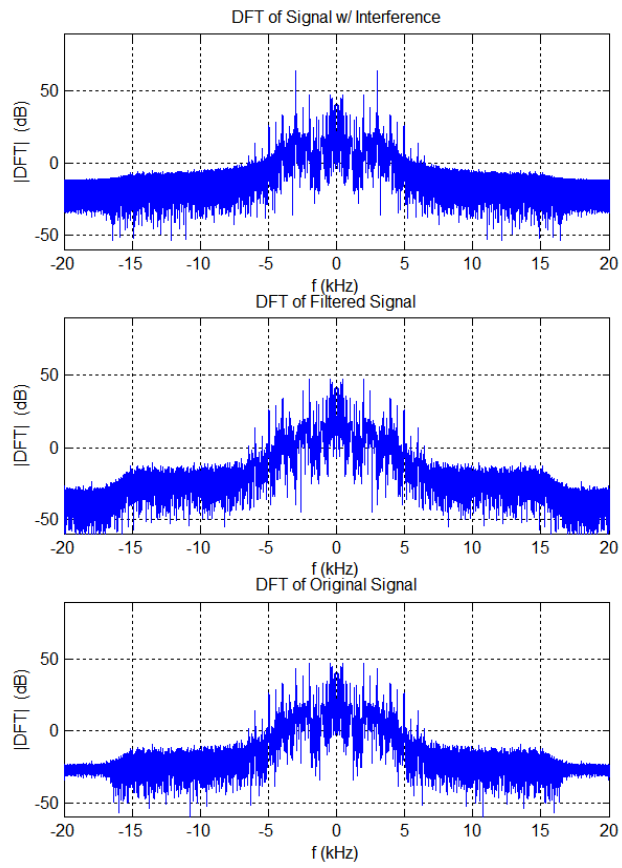 DFT of Signal w/ Interference
|DFT| (dB)
50
0
-50
-20 -15 -10 -5 0 5 10 15 20
f (kHz)
DFT of Filtered Signal
|DFT| (dB)
50
0
-50
-20 -15 -10 -5 0 5 10 15 20
f (kHz)
DFT of Original Signal
|DFT| (dB)
50
0
-50
-20 -15 -10 -5 0 5 10 15 20
f (kHz)